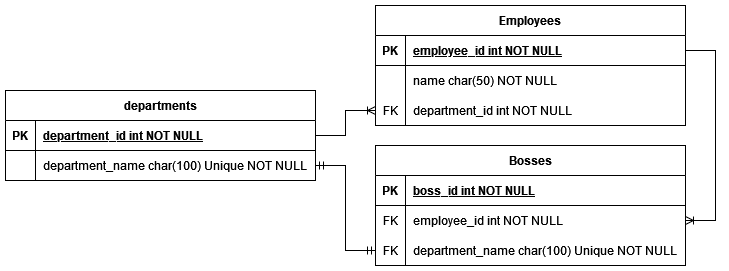 Employees
PK employee_id int NOT NULL
name char(50) NOT NULL
FK department_id int NOT NULL
departments
PK department_id int NOT NULL
department_name char(100) Unique NOT NULL
Bosses
PK boss_id int NOT NULL
FK employee_id int NOT NULL
FK department_name char(100) Unique NOT NULL